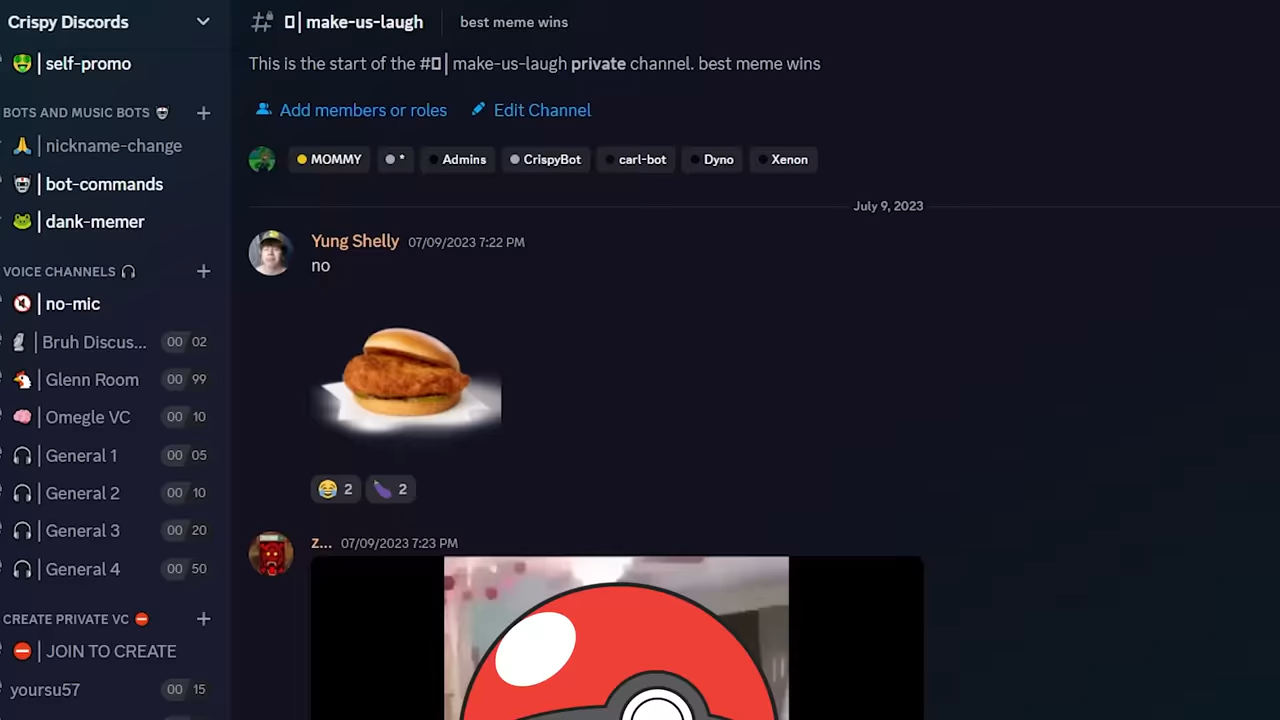 Crispy Discords
| self-promo
BOTS AND MUSIC BOTS
| nickname-change
| bot-commands
| dank-memer
VOICE CHANNELS
| no-mic
| Bruh Discus... 00 02
| Glenn Room 00 99
| Omegle VC 00 10
| General 1 00 05
| General 2 00 10
| General 3 00 20
| General 4 00 50
CREATE PRIVATE VC
| JOIN TO CREATE
yoursu57 00 15
| make-us-laugh best meme wins
This is the start of the #▯| make-us-laugh private channel. best meme wins
Add members or roles Edit Channel
MOMMY * Admins CrispyBot carl-bot Dyno Xenon
July 9, 2023
Yung Shelly 07/09/2023 7:22 PM
no
😂 2 🍆 2
Z... 07/09/2023 7:23 PM